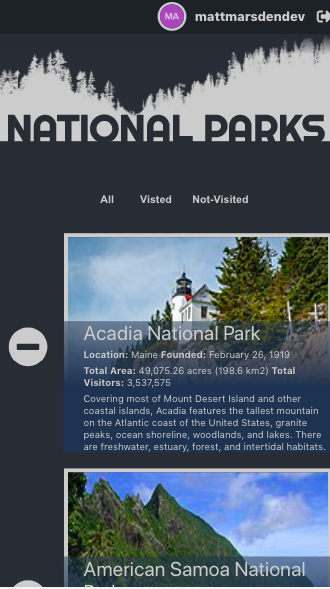 MA mattmarsdendev
NATIONAL PARKS
All Visted Not-Visited
Acadia National Park
Location: Maine Founded: February 26, 1919
Total Area: 49,075.26 acres (198.6 km2) Total
Visitors: 3,537,575
Covering most of Mount Desert Island and other
coastal islands, Acadia features the tallest mountain
on the Atlantic coast of the United States, granite
peaks, ocean shoreline, woodlands, and lakes. There
are freshwater, estuary, forest, and intertidal habitats.
American Samoa National